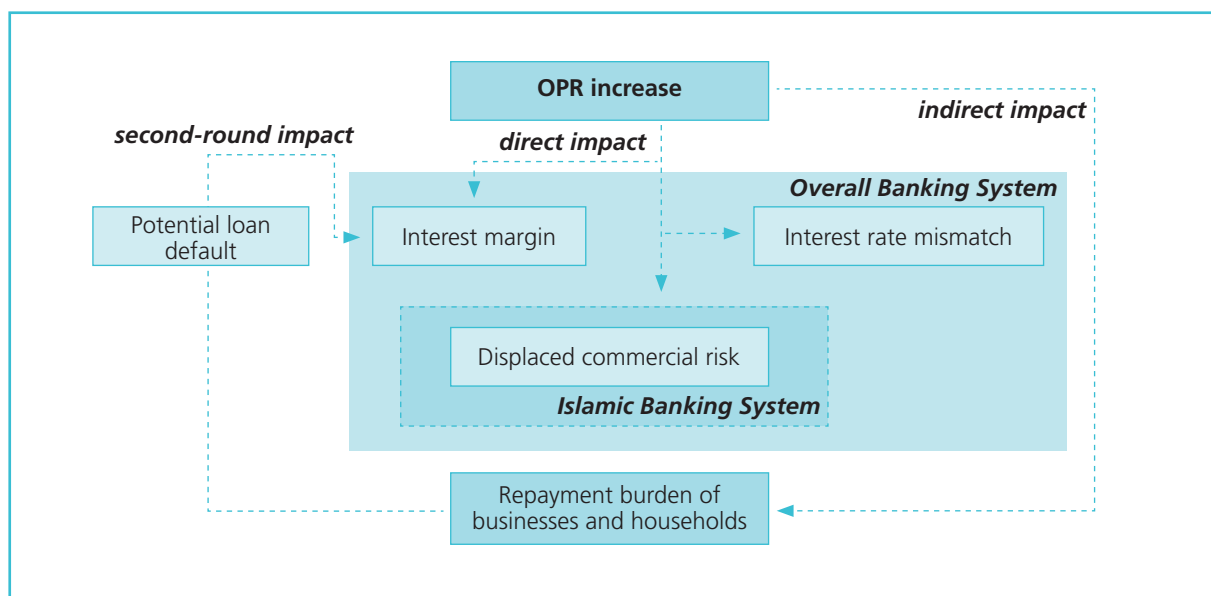 OPR increase
indirect impact
second-round impact
direct impact
Overall Banking System
Potential loan
default
Interest margin
Interest rate mismatch
Displaced commercial risk
Islamic Banking System
Repayment burden of
businesses and households